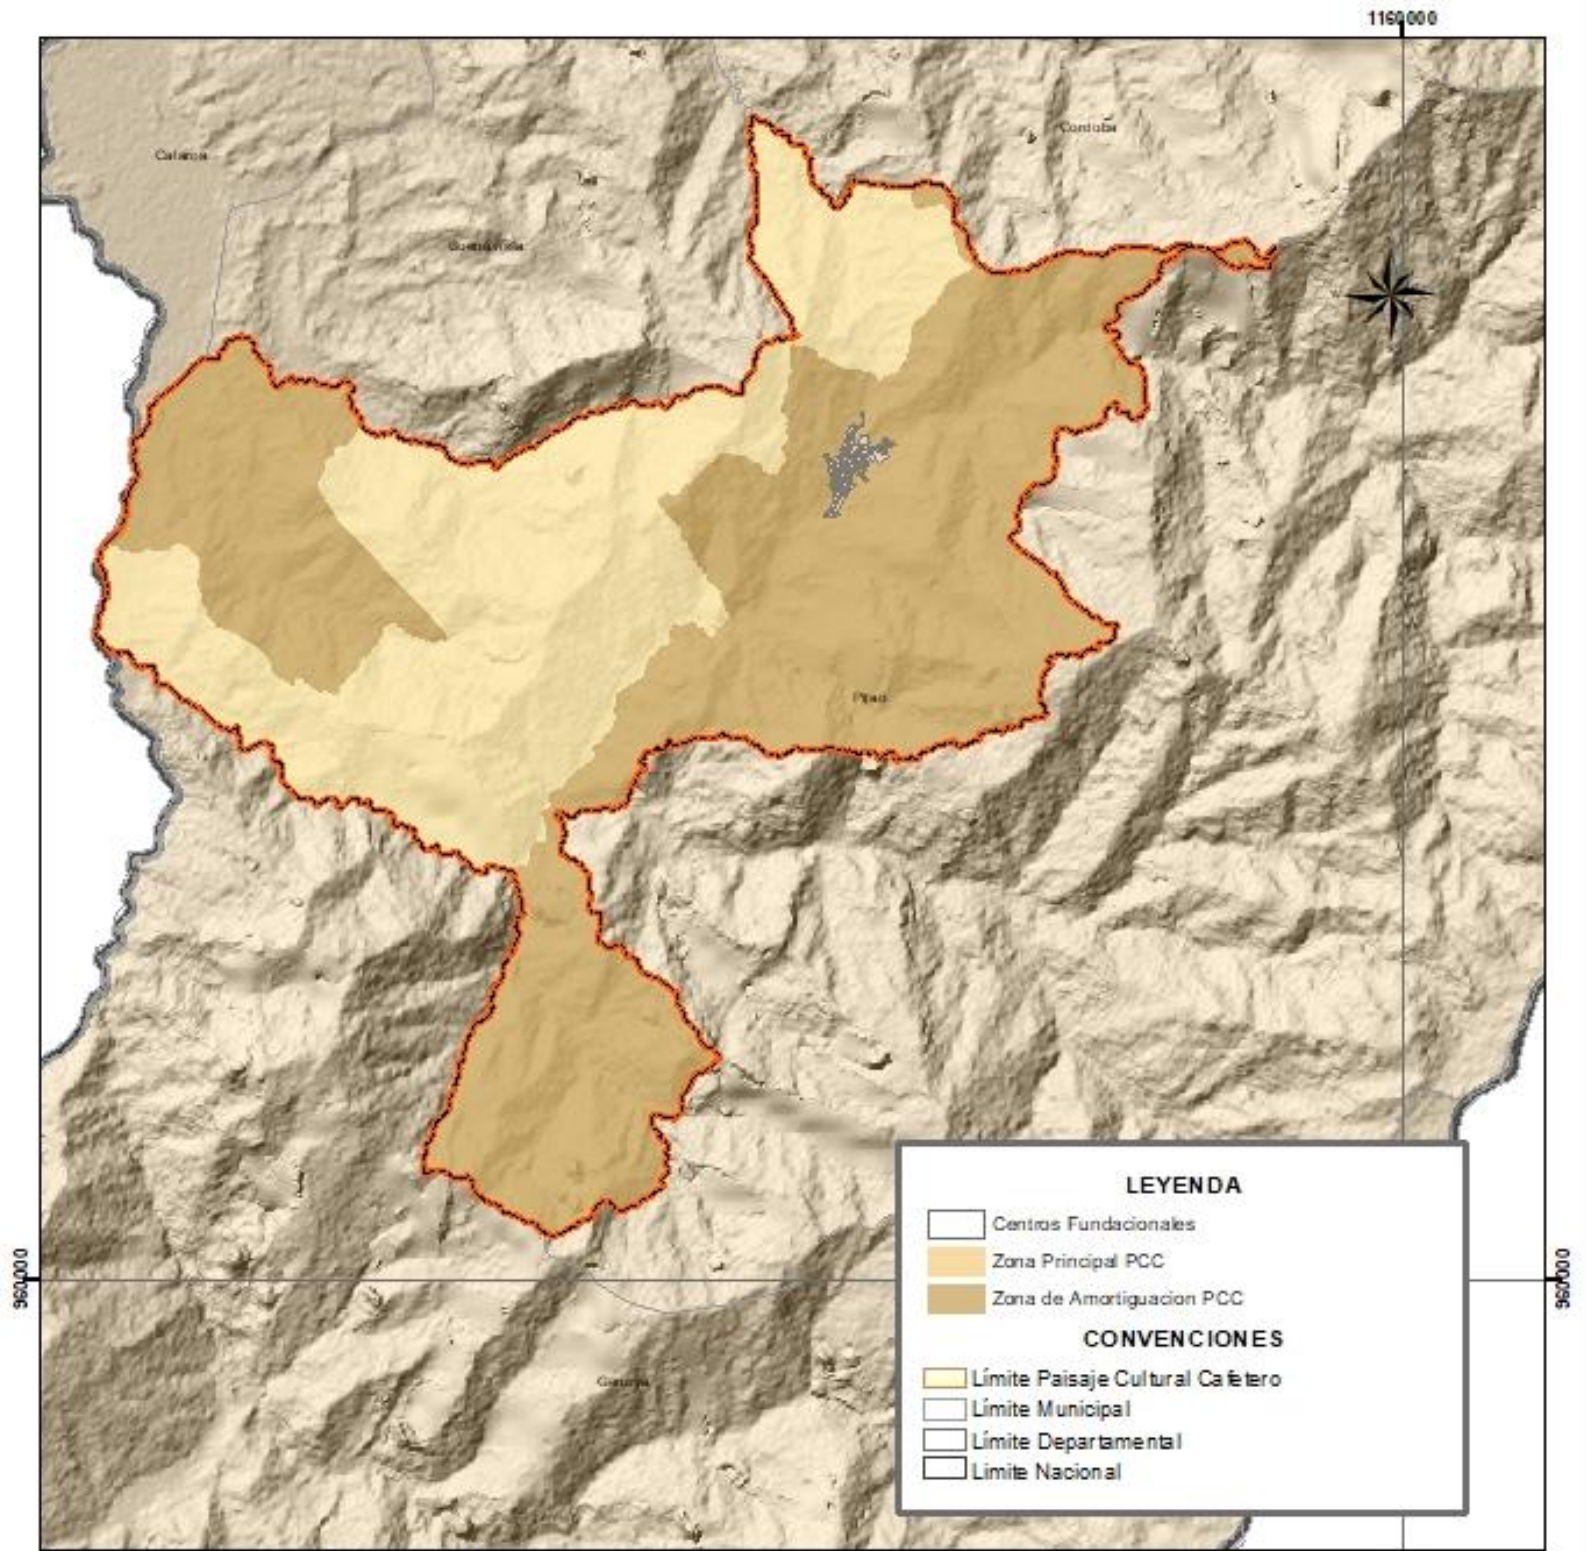 1160000
Cordoba
Calarca
Buenavista
Pijao
960000
960000
Genova
LEYENDA
Centros Fundacionales
Zona Principal PCC
Zona de Amortiguacion PCC
CONVENCIONES
Límite Paisaje Cultural Cafetero
Límite Municipal
Límite Departamental
Limite Nacional